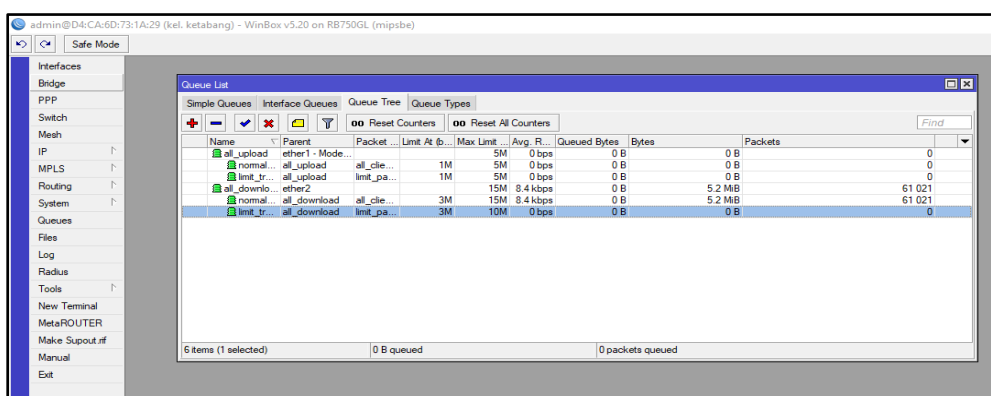 admin@D4:CA:6D:73:1A:29 (kel. ketabang) - WinBox v5.20 on RB750GL (mipsbe)
Safe Mode
Interfaces
Bridge
PPP
Switch
Mesh
IP
MPLS
Routing
System
Queues
Files
Log
Radius
Tools
New Terminal
MetaROUTER
Make Supout.rif
Manual
Exit
Queue List
Simple Queues Interface Queues Queue Tree Queue Types
00 Reset Counters 00 Reset All Counters Find
Name Parent Packet ... Limit At (b... Max Limit ... Avg. R... Queued Bytes Bytes Packets
all_upload ether1 - Mode... 5M 0 bps 0 B 0 B 0
normal... all_upload all_clie... 1M 5M 0 bps 0 B 0 B 0
limit_tr... all_upload limit_pa... 1M 5M 0 bps 0 B 0 B 0
all_downlo... ether2 15M 8.4 kbps 0 B 5.2 MiB 61 021
normal... all_download all_clie... 3M 15M 8.4 kbps 0 B 5.2 MiB 61 021
limit_tr... all_download limit_pa... 3M 10M 0 bps 0 B 0 B 0
6 items (1 selected) 0 B queued 0 packets queued